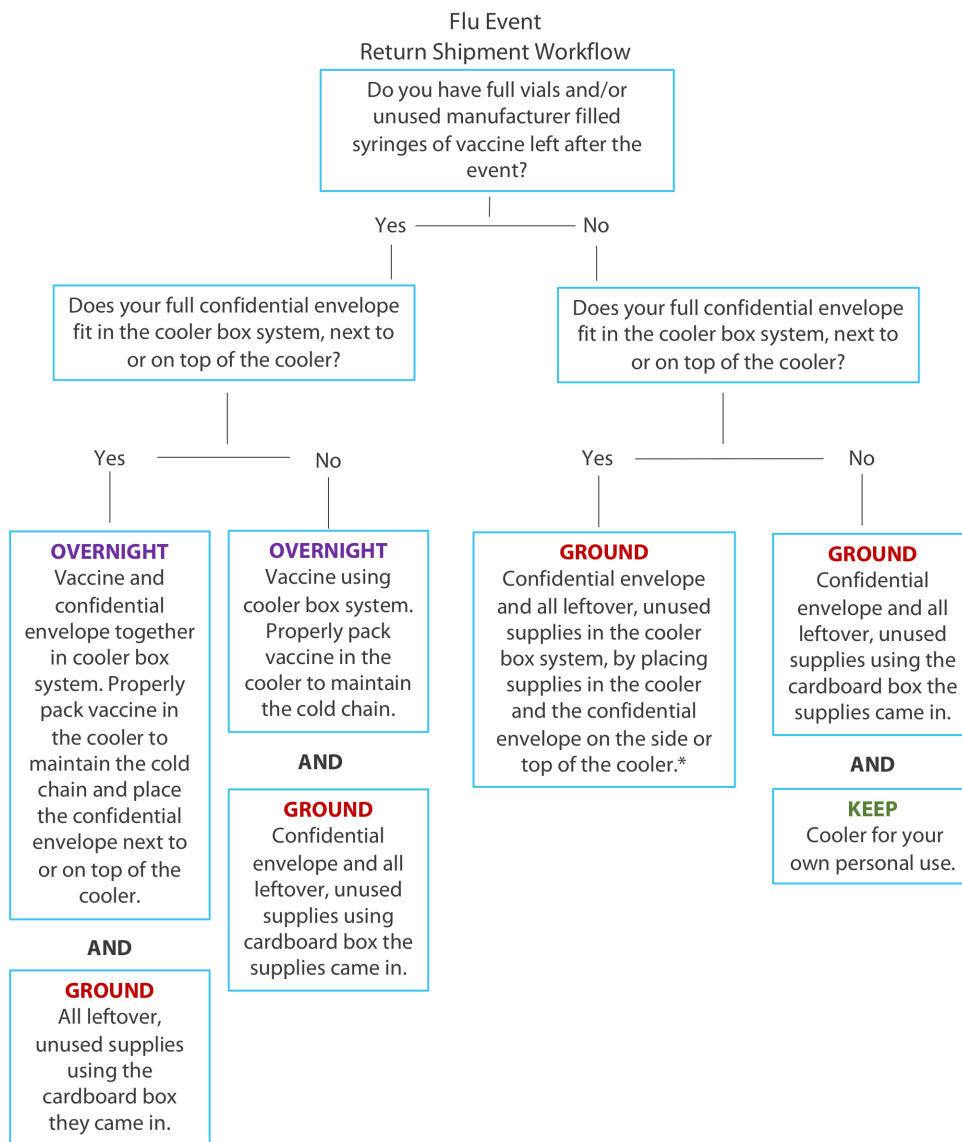 Flu Event
Return Shipment Workflow
Do you have full vials and/or
unused manufacturer filled
syringes of vaccine left after the
event?
Yes
No
Does your full confidential envelope
fit in the cooler box system, next to
or on top of the cooler?
Does your full confidential envelope
fit in the cooler box system, next to
or on top of the cooler?
Yes
No
Yes
No
OVERNIGHT
Vaccine and
confidential
envelope together
in cooler box
system. Properly
pack vaccine in
the cooler to
maintain the cold
chain and place
the confidential
envelope next to
or on top of the
cooler.
AND
GROUND
All leftover,
unused supplies
using the
cardboard box
they came in.
OVERNIGHT
Vaccine using
cooler box system.
Properly pack
vaccine in the
cooler to maintain
the cold chain.
AND
GROUND
Confidential
envelope and all
leftover, unused
supplies using
cardboard box the
supplies came in.
GROUND
Confidential envelope
and all leftover, unused
supplies in the cooler
box system, by placing
supplies in the cooler
and the confidential
envelope on the side or
top of the cooler.*
GROUND
Confidential
envelope and all
leftover, unused
supplies using the
cardboard box the
supplies came in.
AND
KEEP
Cooler for your
own personal use.